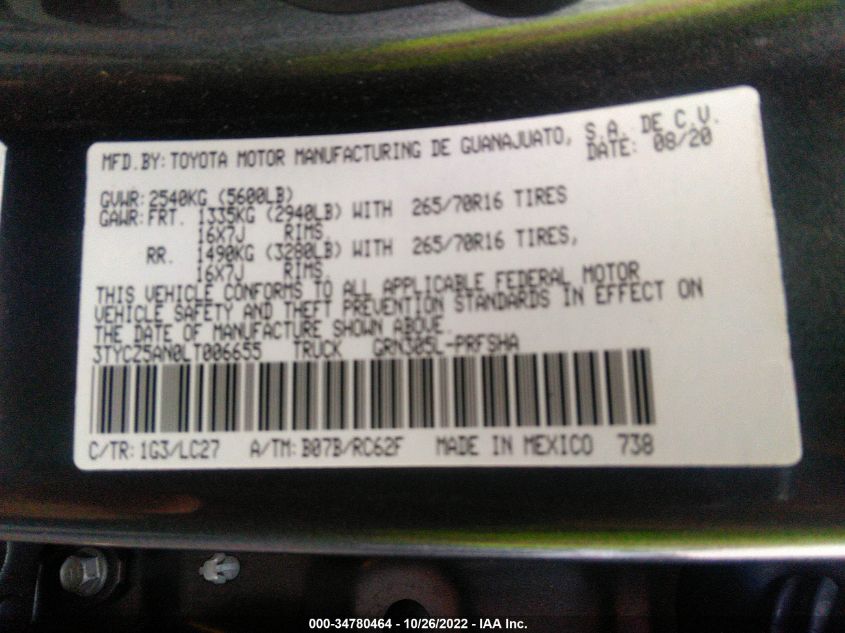 MFD.BY: TOYOTA MOTOR MANUFACTURING DE GUANAJUATO, S.A. DE C.V.
DATE: 08/20
GVWR: 2540KG (5600LB)
GAWR: FRT. 1335KG (2940LB) WITH 265/70R16 TIRES
16X7J RIMS,
RR. 1490KG (3280LB) WITH 265/70R16 TIRES,
16X7J RIMS.
THIS VEHICLE CONFORMS TO ALL APPLICABLE FEDERAL MOTOR
VEHICLE SAFETY AND THEFT PREVENTION STANDARDS IN EFFECT ON
THE DATE OF MANUFACTURE SHOWN ABOVE.
3TYCZ5AN0LT006655 TRUCK GRN305L-PRFSHA
C/TR: 1G3/LC27 A/TM: B07B/RC62F MADE IN MEXICO 738
000-34780464 - 10/26/2022 - IAA Inc.